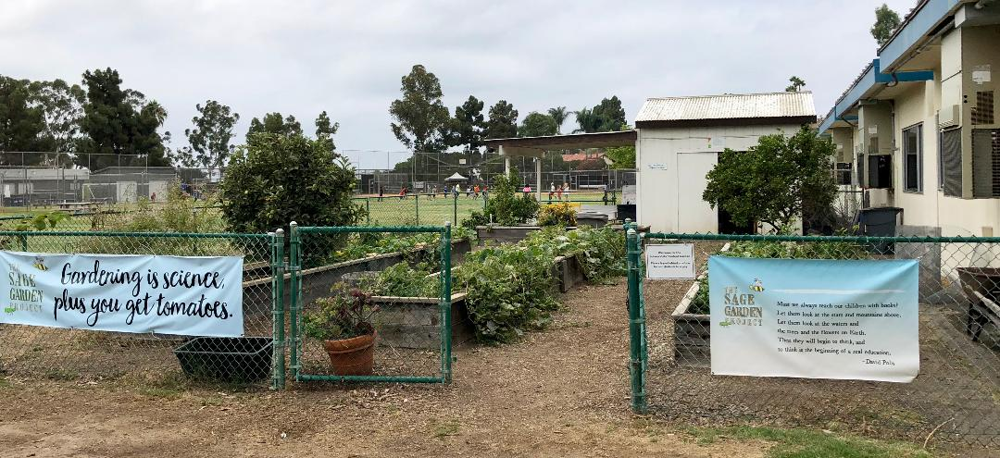 THE
SAGE
GARDEN
PROJECT
Gardening is science,
plus you get tomatoes.
Welcome to the
THE
SAGE
GARDEN
PROJECT
Must we always teach our children with books?
Let them look at the stars and mountains above.
Let them look at the waters and
the trees and the flowers on Earth.
Then they will begin to think, and
to think is the beginning of a real education.
- David Polis